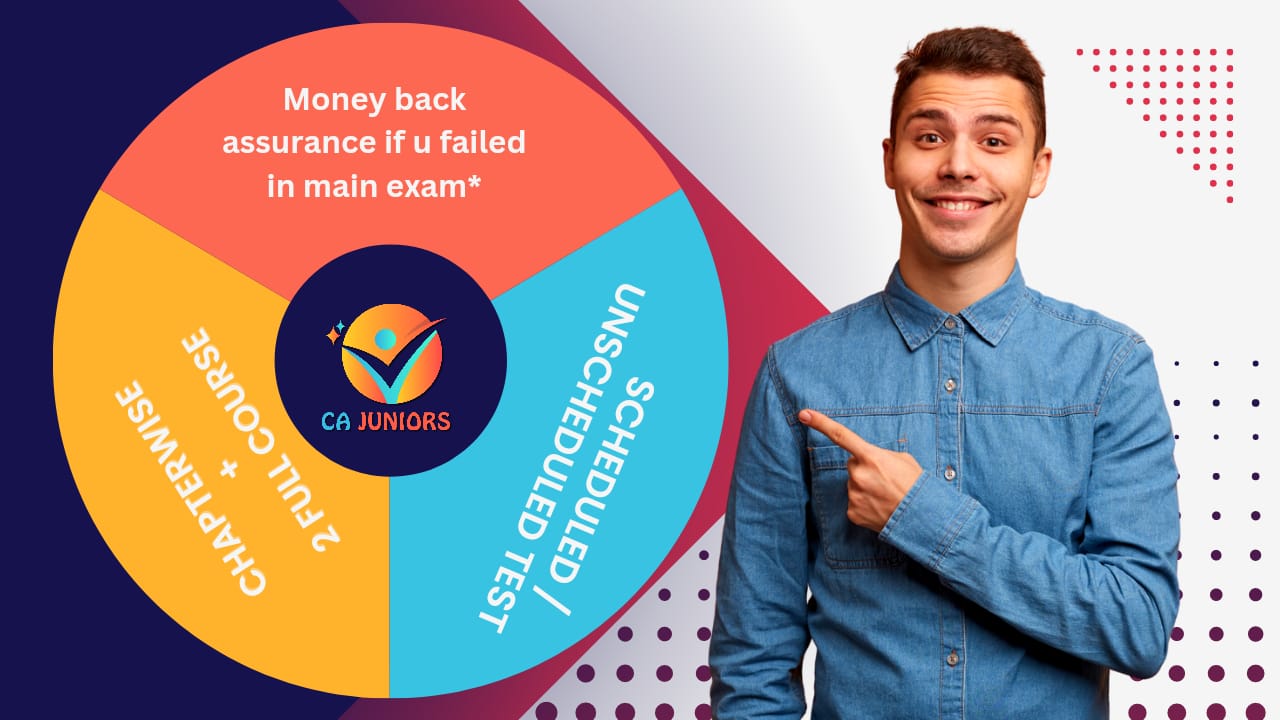 Money back
assurance if u failed
in main exam*
SCHEDULED /
UNSCHEDULED TEST
CHAPTERWISE
+
2 FULL COURSE
CA JUNIORS